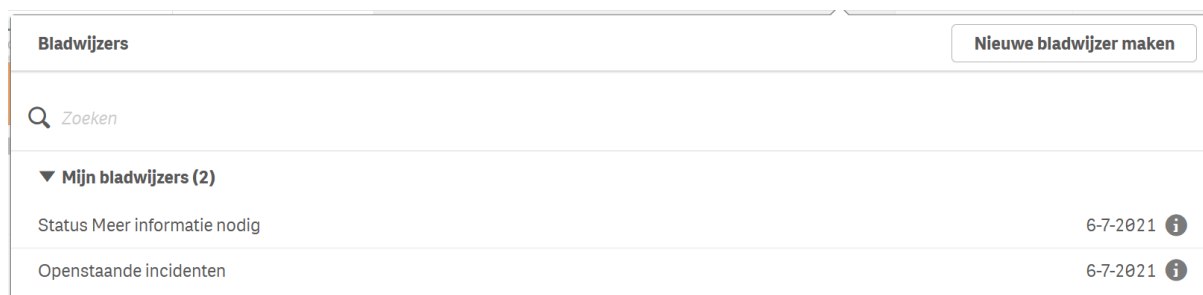 Bladwijzers
Nieuwe bladwijzer maken
Zoeken
Mijn bladwijzers (2)
Status Meer informatie nodig 6-7-2021
Openstaande incidenten 6-7-2021